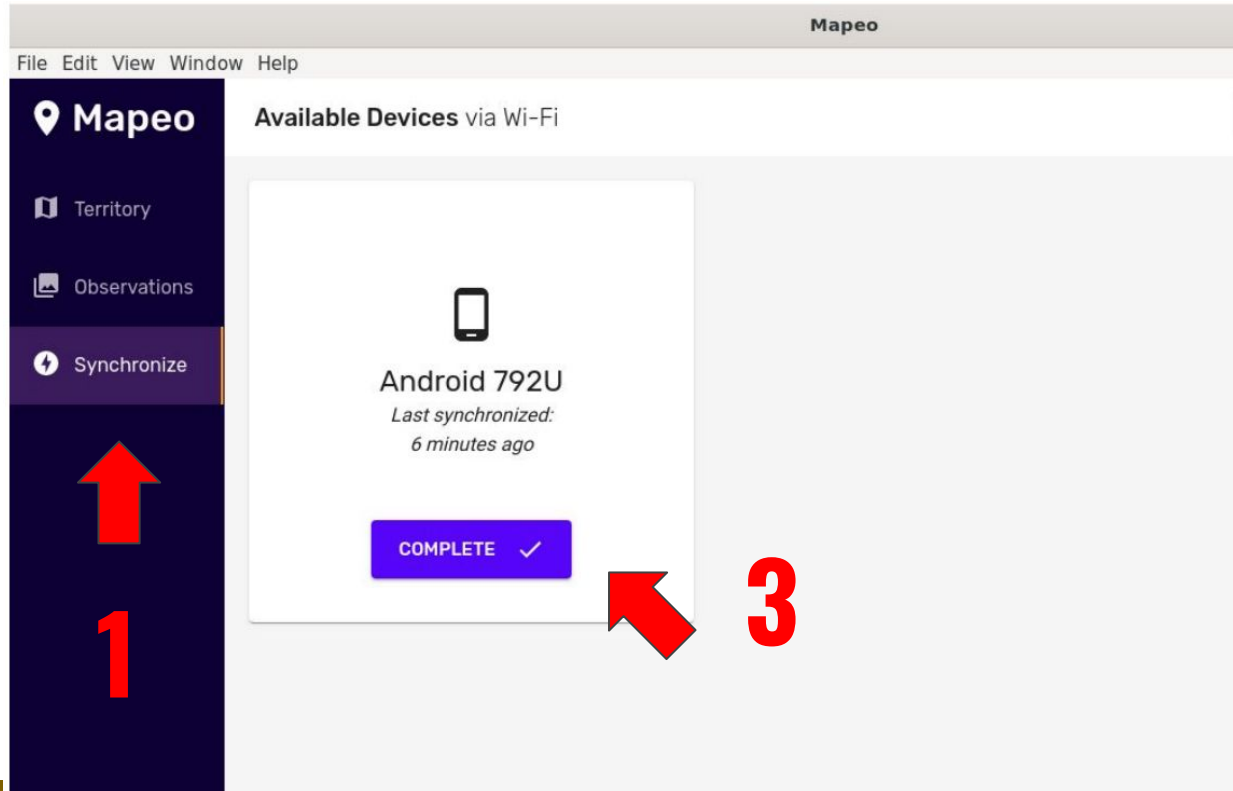 Mapeo
File Edit View Window Help
Mapeo
Available Devices via Wi-Fi
Territory
Observations
Synchronize
Android 792U
Last synchronized:
6 minutes ago
COMPLETE
1
3